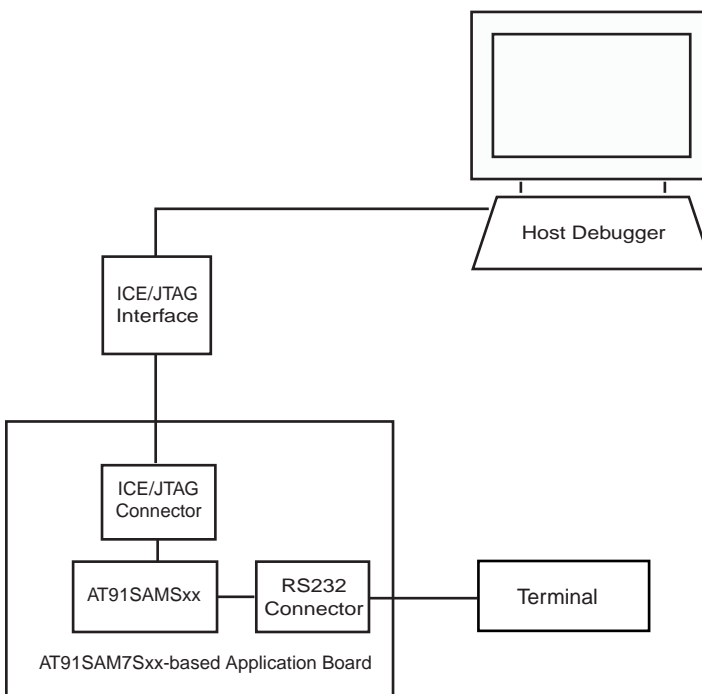 Host Debugger
ICE/JTAG
Interface
ICE/JTAG
Connector
AT91SAMSxx
RS232
Connector
Terminal
AT91SAM7Sxx-based Application Board